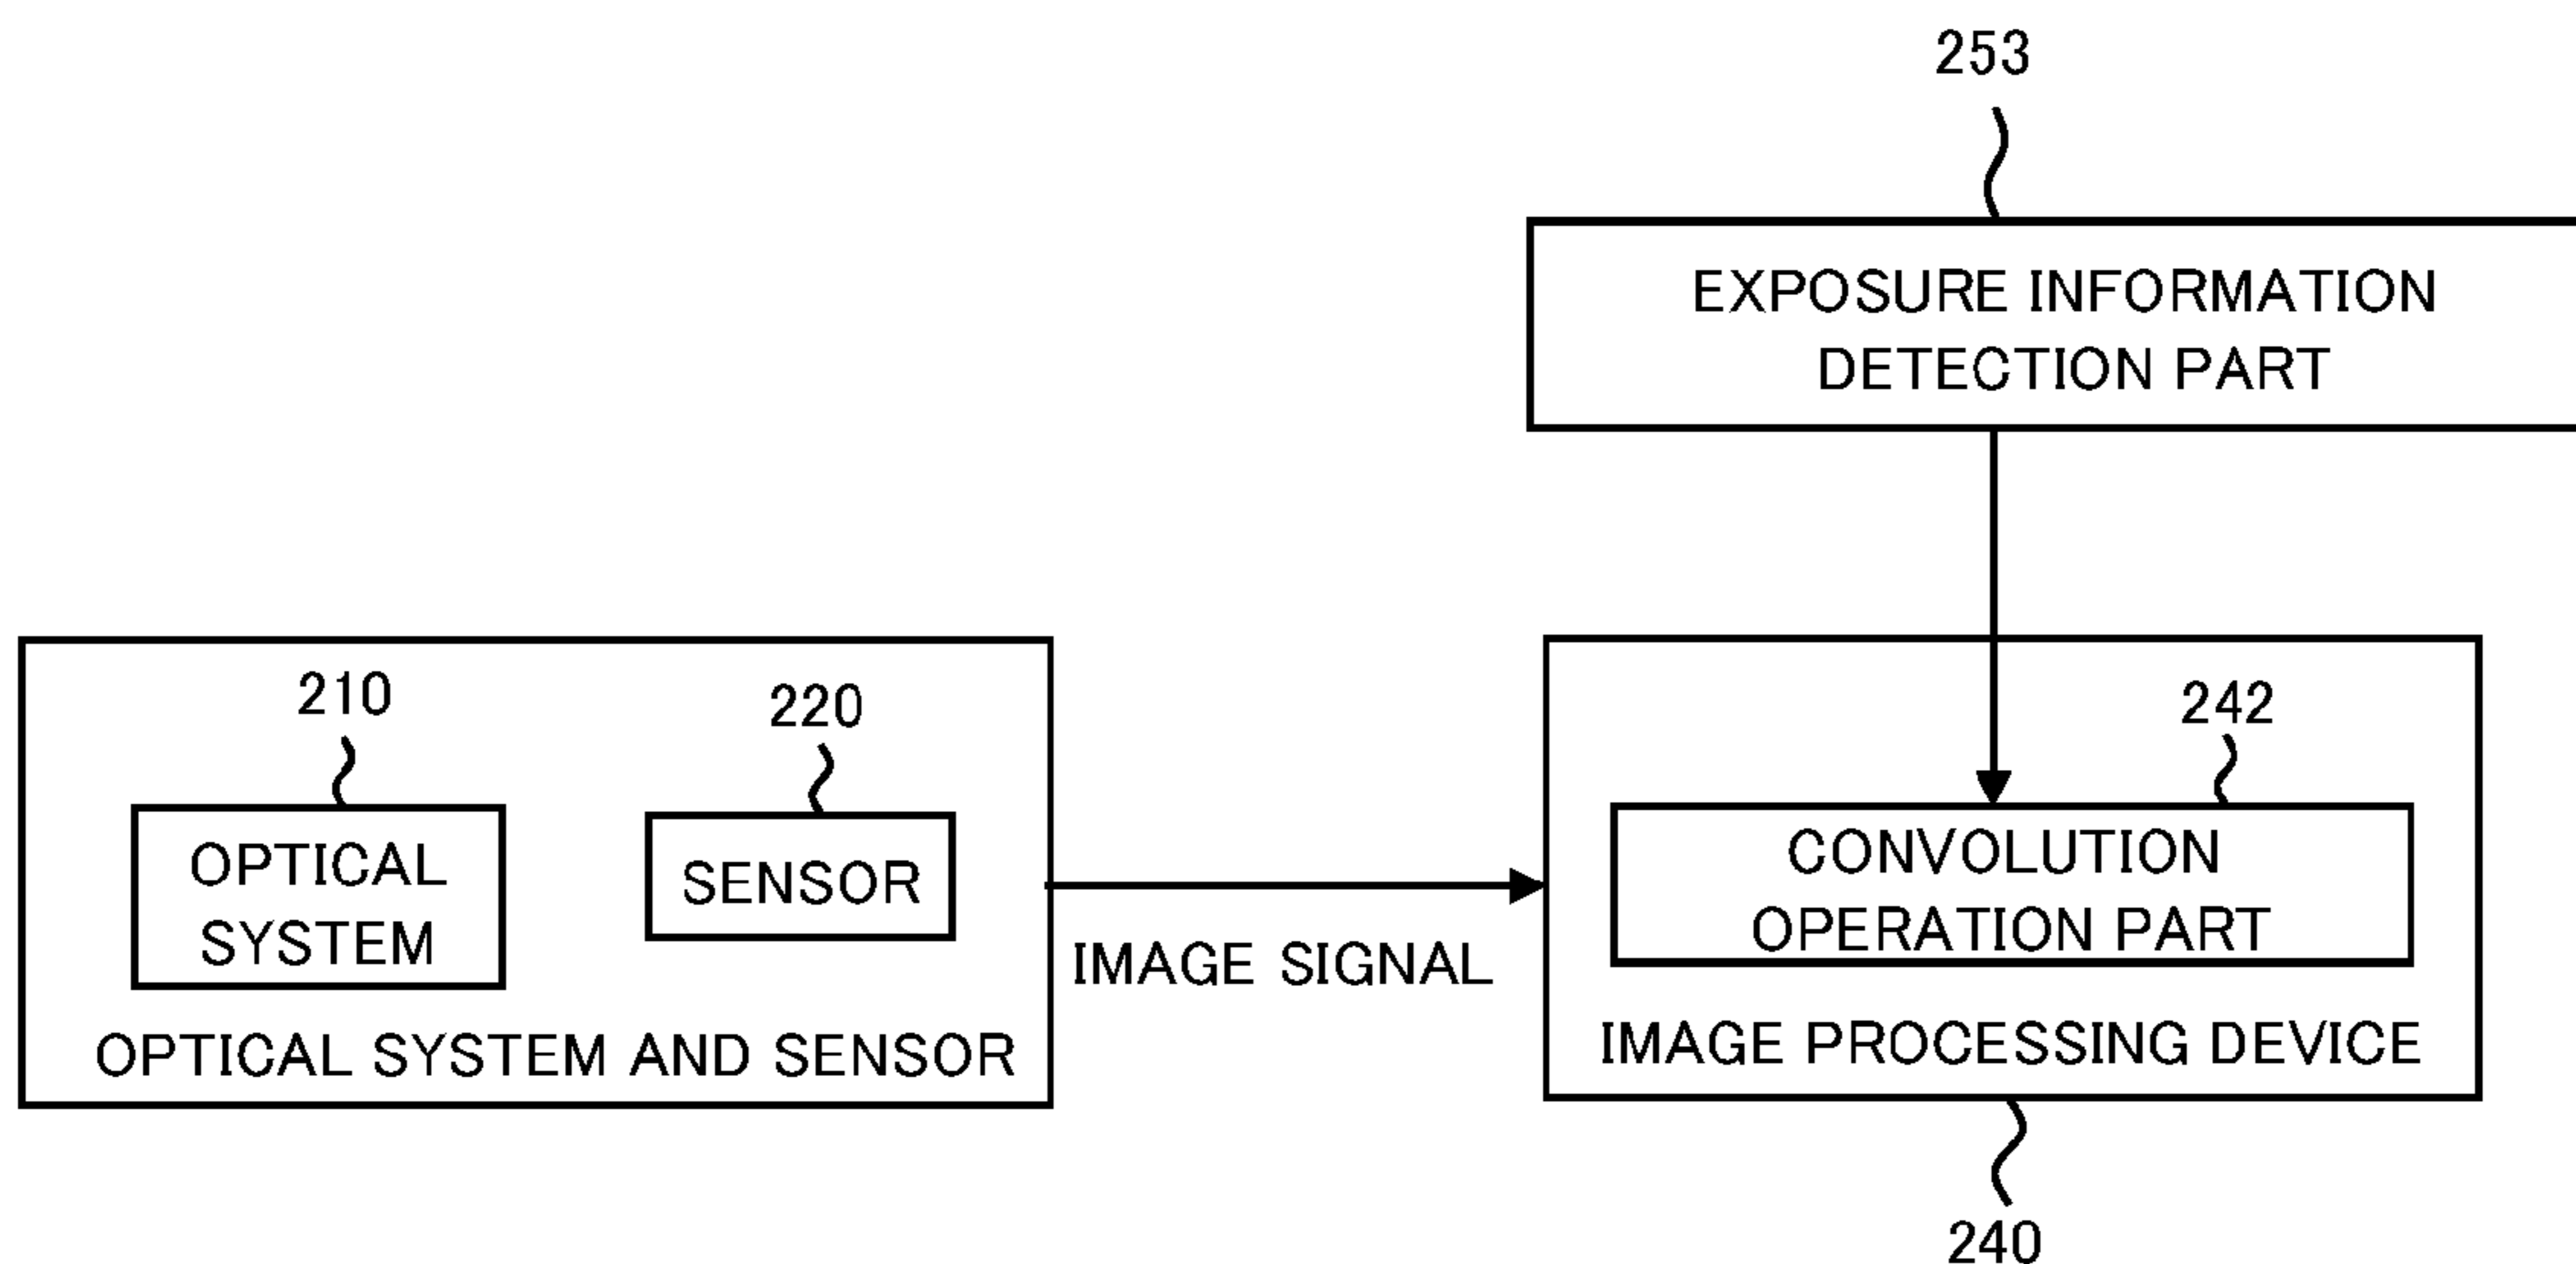 253
EXPOSURE INFORMATION
DETECTION PART
210
220
242
OPTICAL
SYSTEM
SENSOR
CONVOLUTION
OPERATION PART
IMAGE SIGNAL
OPTICAL SYSTEM AND SENSOR
IMAGE PROCESSING DEVICE
240